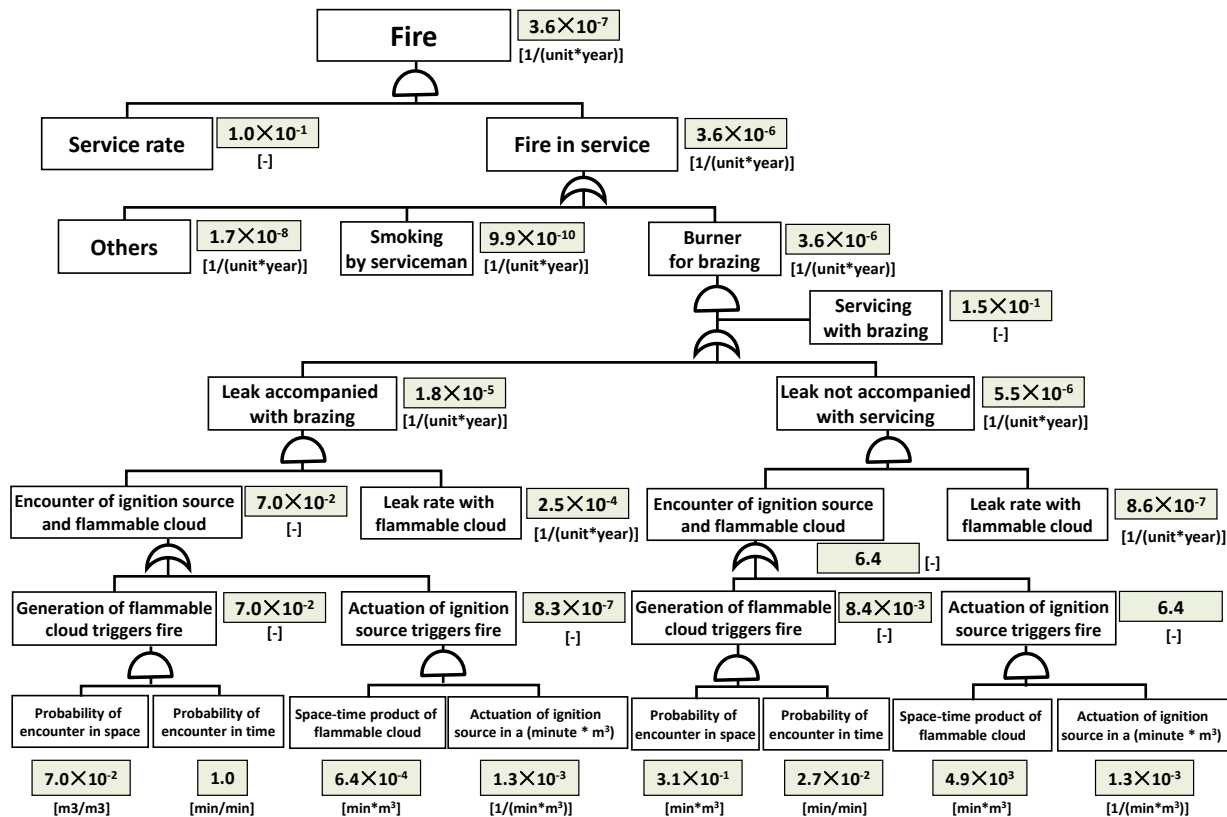 Fire
3.6×10⁻⁷
[1/(unit*year)]
Service rate
1.0×10⁻¹
[-]
Fire in service
3.6×10⁻⁶
[1/(unit*year)]
Others
1.7×10⁻⁸
[1/(unit*year)]
Smoking
by serviceman
9.9×10⁻¹⁰
[1/(unit*year)]
Burner
for brazing
3.6×10⁻⁶
[1/(unit*year)]
Servicing
with brazing
1.5×10⁻¹
[-]
Leak accompanied
with brazing
1.8×10⁻⁵
[1/(unit*year)]
Leak not accompanied
with servicing
5.5×10⁻⁶
[1/(unit*year)]
Encounter of ignition source
and flammable cloud
7.0×10⁻²
[-]
Leak rate with
flammable cloud
2.5×10⁻⁴
[1/(unit*year)]
Encounter of ignition source
and flammable cloud
6.4
[-]
Leak rate with
flammable cloud
8.6×10⁻⁷
[1/(unit*year)]
Generation of flammable
cloud triggers fire
7.0×10⁻²
[-]
Actuation of ignition
source triggers fire
8.3×10⁻⁷
[-]
Generation of flammable
cloud triggers fire
8.4×10⁻³
[-]
Actuation of ignition
source triggers fire
6.4
[-]
Probability of
encounter in space
7.0×10⁻²
[m3/m3]
Probability of
encounter in time
1.0
[min/min]
Space-time product of
flammable cloud
6.4×10⁻⁴
[min*m³]
Actuation of ignition
source in a (minute * m³)
1.3×10⁻³
[1/(min*m³)]
Probability of
encounter in space
3.1×10⁻¹
[min*m³]
Probability of
encounter in time
2.7×10⁻²
[min/min]
Space-time product of
flammable cloud
4.9×10³
[min*m³]
Actuation of ignition
source in a (minute * m³)
1.3×10⁻³
[1/(min*m³)]